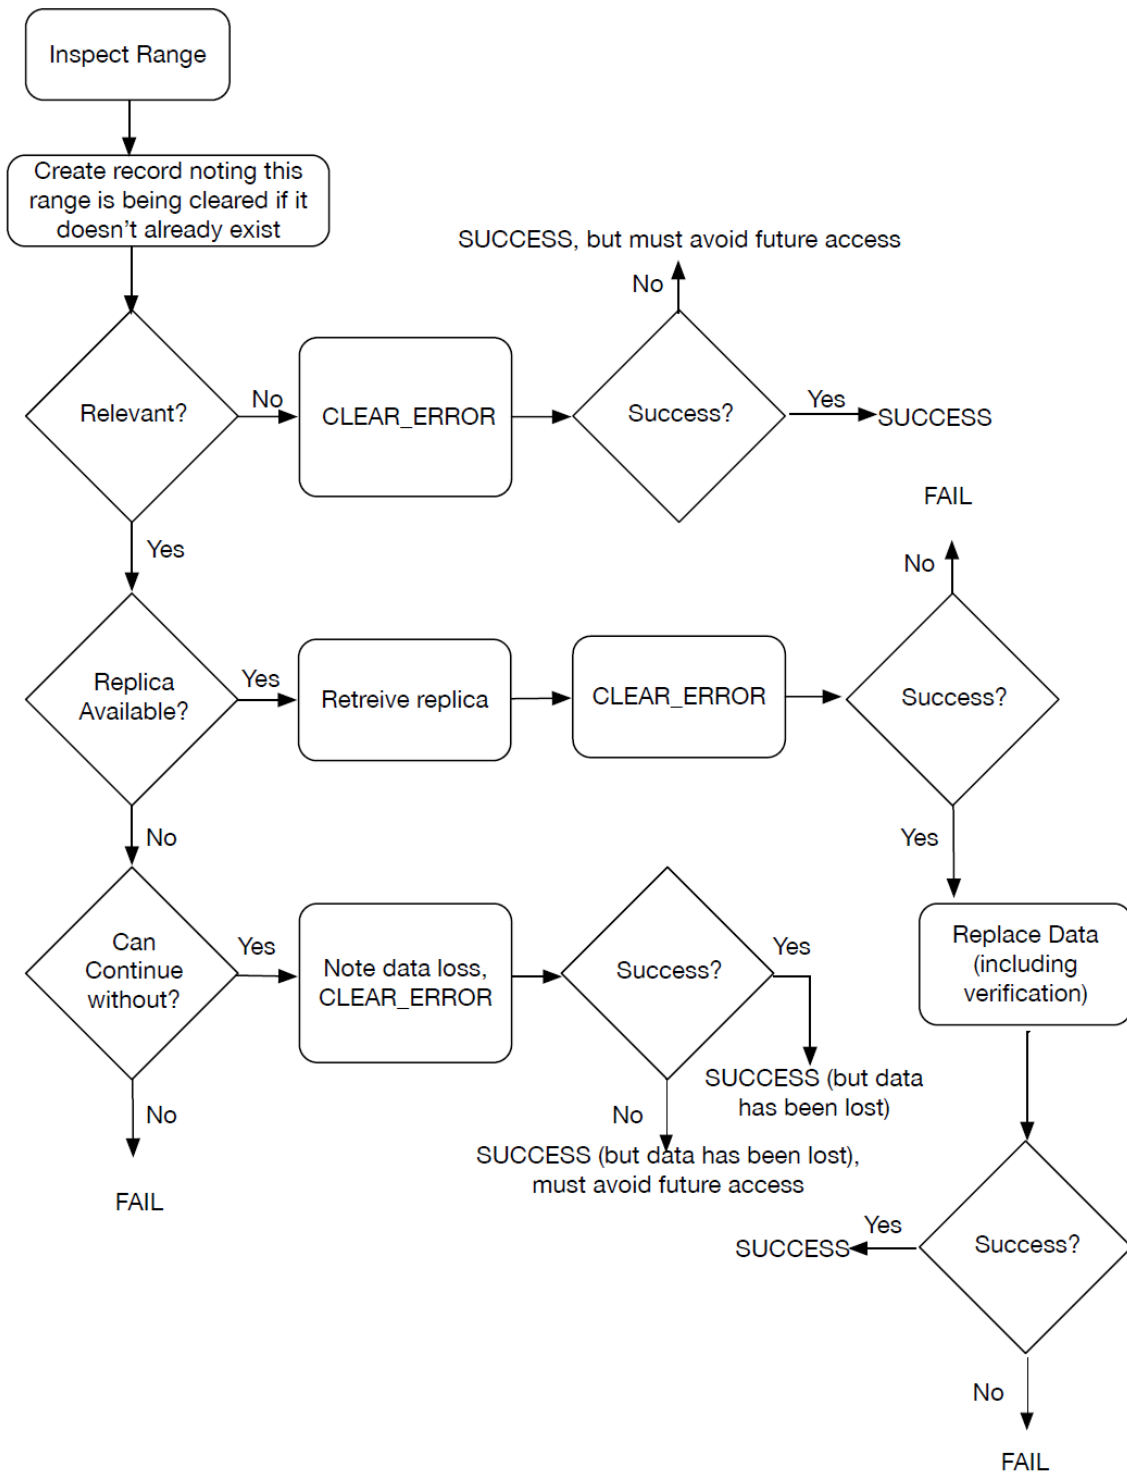 Inspect Range
Create record noting this
range is being cleared if it
doesn't already exist
SUCCESS, but must avoid future access
No
Relevant?
No
CLEAR_ERROR
Success?
Yes
SUCCESS
Yes
FAIL
No
Replica
Available?
Yes
Retreive replica
CLEAR_ERROR
Success?
No
Yes
Can
Continue
without?
Yes
Note data loss,
CLEAR_ERROR
Success?
Yes
Replace Data
(including
verification)
SUCCESS (but data
has been lost)
No
No
SUCCESS (but data has been lost),
must avoid future access
FAIL
Yes
SUCCESS
Success?
No
FAIL